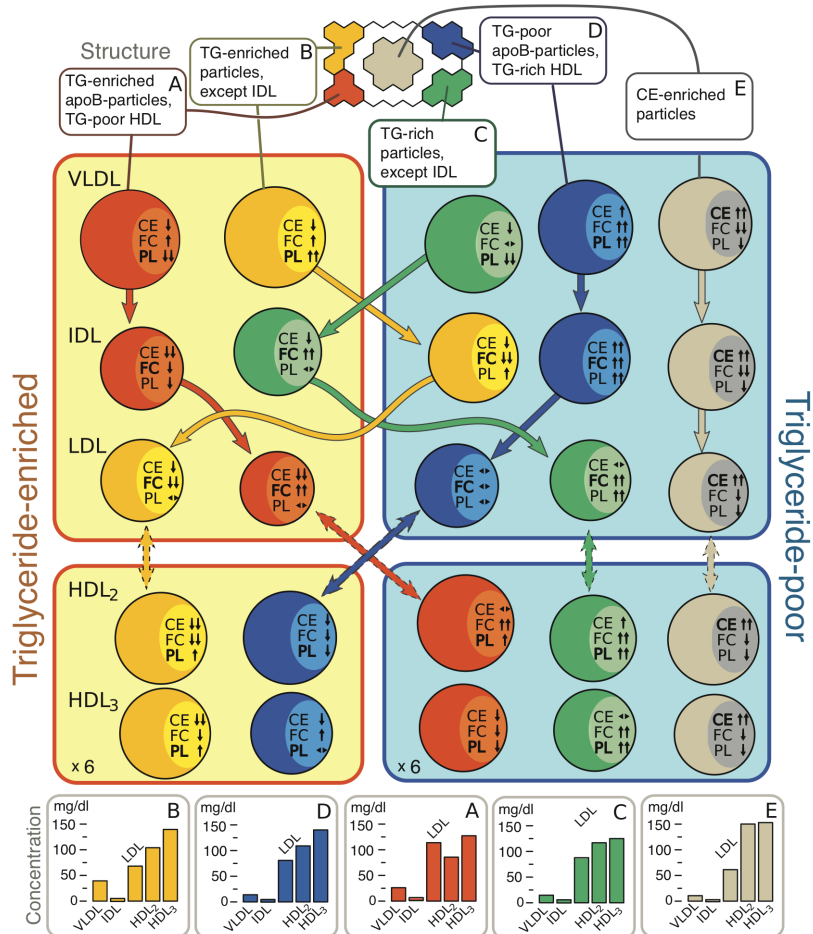 Structure
TG-enriched
apoB-particles,
TG-poor HDL
A
TG-enriched
particles,
except IDL
B
TG-rich
particles,
except IDL
C
TG-poor
apoB-particles,
TG-rich HDL
D
CE-enriched
particles
E
Triglyceride-enriched
Triglyceride-poor
VLDL
CE ↓
FC ↑
PL ↓↓
CE ↓
FC ↑
PL ↑↑
CE ↓
FC ◂▸
PL ↓↓
CE ↑
FC ↑↑
PL ↑↑
CE ↑↑
FC ↓↓
PL ↓
IDL
CE ↓↓
FC ↓
PL ↓
CE ↓
FC ↑↑
PL ◂▸
CE ↓
FC ↓↓
PL ↑
CE ↑↑
FC ↑↑
PL ↑↑
CE ↑↑
FC ↓↓
PL ↓
LDL
CE ↓
FC ↓↓
PL ◂▸
CE ↓↓
FC ↑↑
PL ◂▸
CE ◂▸
FC ◂▸
PL ◂▸
CE ◂▸
FC ↑↑
PL ↑↑
CE ↑↑
FC ↓
PL ↓
HDL2
CE ↓↓
FC ↓↓
PL ↑
CE ↓
FC ↓
PL ↓
CE ◂▸
FC ↑↑
PL ↑
CE ↑
FC ↑↑
PL ↑↑
CE ↑↑
FC ↓
PL ↓
HDL3
CE ↓↓
FC ↓
PL ↑
CE ↓
FC ↑
PL ◂▸
CE ↓
FC ↓
PL ↓
CE ◂▸
FC ↑↑
PL ↑↑
CE ↑↑
FC ↓
PL ↓
x 6
x 6
Concentration
mg/dl
B
150
100
50
0
LDL
VLDL
IDL
HDL2
HDL3
mg/dl
D
150
100
50
0
LDL
VLDL
IDL
HDL2
HDL3
mg/dl
A
150
100
50
0
LDL
VLDL
IDL
HDL2
HDL3
mg/dl
C
150
100
50
0
LDL
VLDL
IDL
HDL2
HDL3
mg/dl
E
150
100
50
0
LDL
VLDL
IDL
HDL2
HDL3